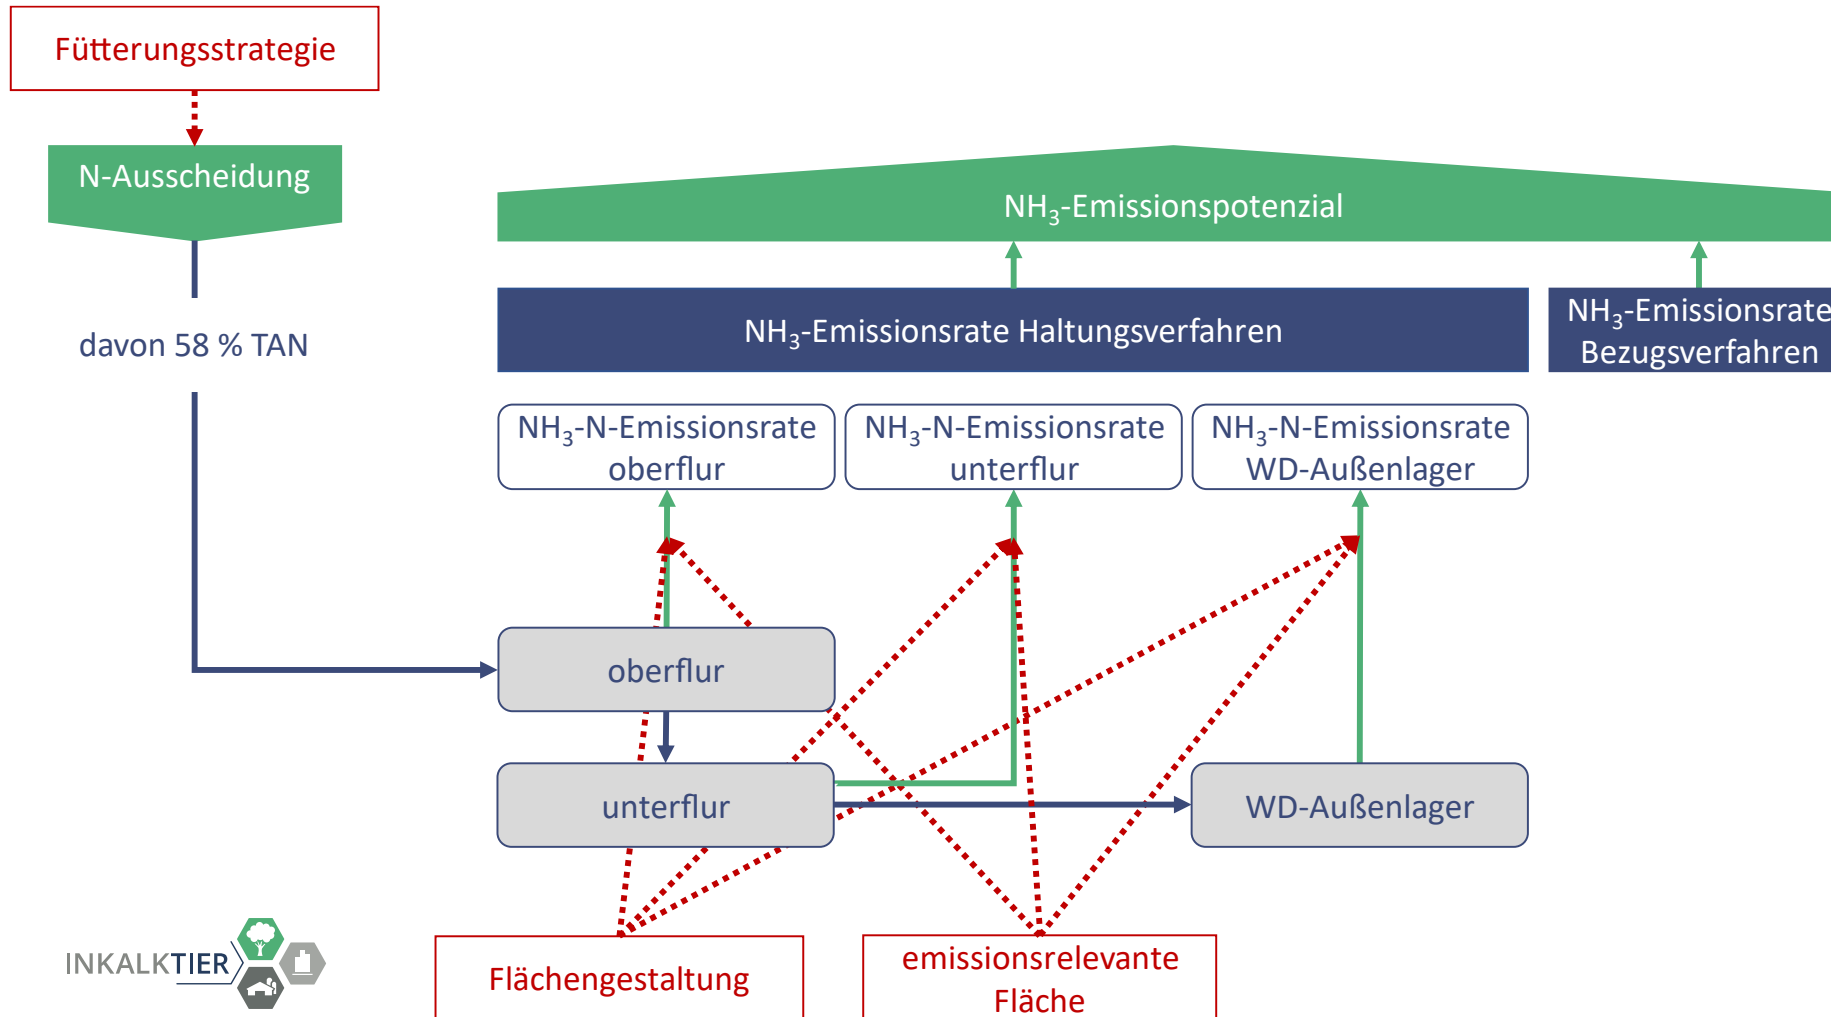 Fütterungsstrategie
N-Ausscheidung
davon 58 % TAN
NH₃-Emissionspotenzial
NH₃-Emissionsrate Haltungsverfahren
NH₃-Emissionsrate
Bezugsverfahren
NH₃-N-Emissionsrate
oberflur
NH₃-N-Emissionsrate
unterflur
NH₃-N-Emissionsrate
WD-Außenlager
oberflur
unterflur
WD-Außenlager
Flächengestaltung
emissionsrelevante
Fläche
INKALKTIER